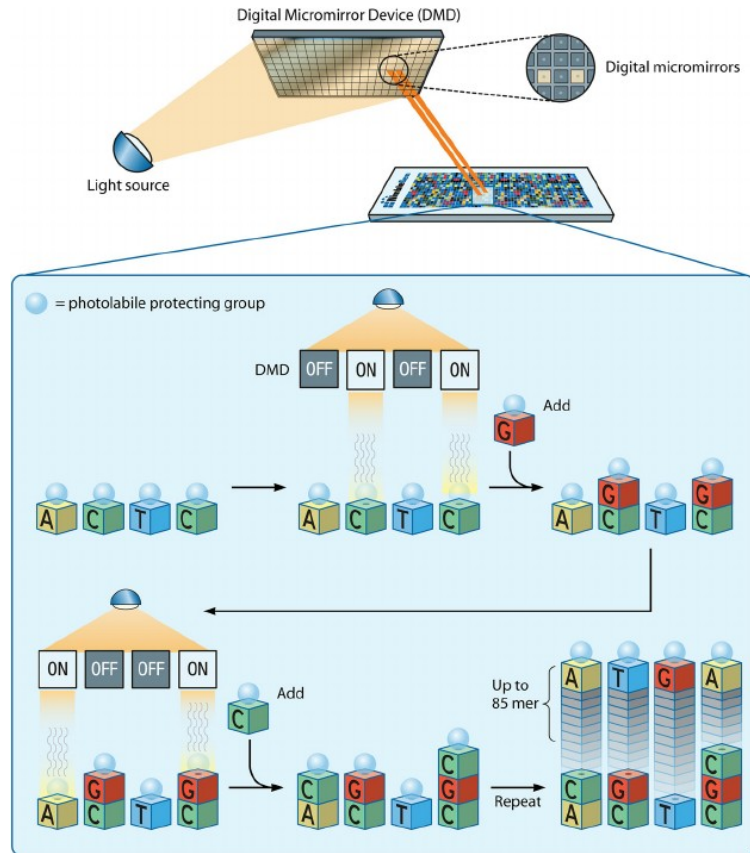 Digital Micromirror Device (DMD)
Digital micromirrors
Light source
= photolabile protecting group
DMD
OFF ON OFF ON
Add
G
A C T C
A C T C
G G
A C T C
ON OFF OFF ON
Add
C
G G
A C T C
C
C G G
A C T C
Repeat
Up to
85 mer
A T G A
C
C G G
A C T C